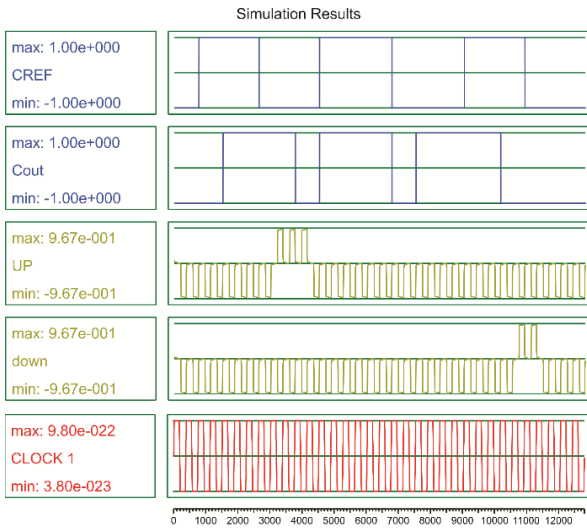 Simulation Results
max: 1.00e+000
CREF
min: -1.00e+000
max: 1.00e+000
Cout
min: -1.00e+000
max: 9.67e-001
UP
min: -9.67e-001
max: 9.67e-001
down
min: -9.67e-001
max: 9.80e-022
CLOCK 1
min: 3.80e-023
0 1000 2000 3000 4000 5000 6000 7000 8000 9000 10000 11000 12000